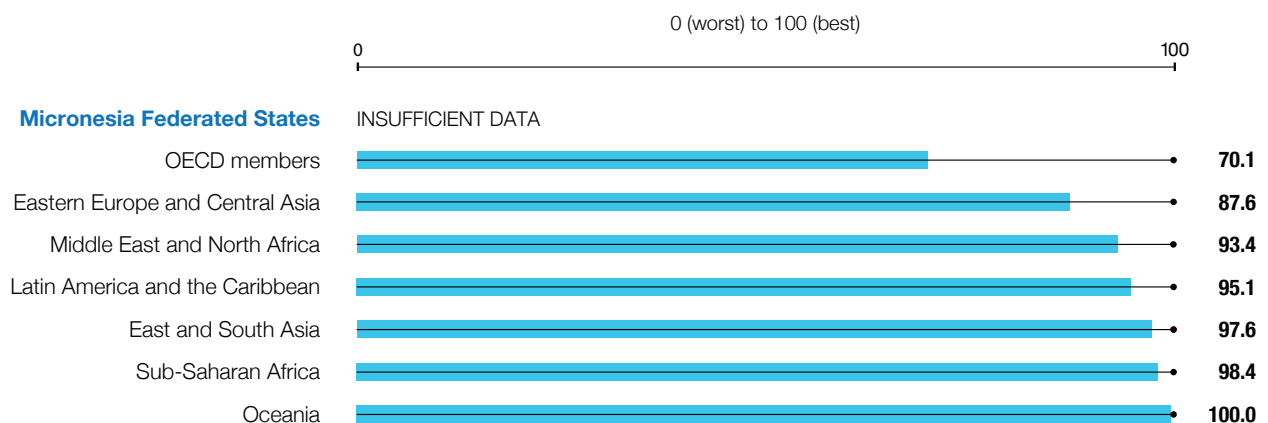 0 (worst) to 100 (best)
0 100
Micronesia Federated States INSUFFICIENT DATA
OECD members 70.1
Eastern Europe and Central Asia 87.6
Middle East and North Africa 93.4
Latin America and the Caribbean 95.1
East and South Asia 97.6
Sub-Saharan Africa 98.4
Oceania 100.0